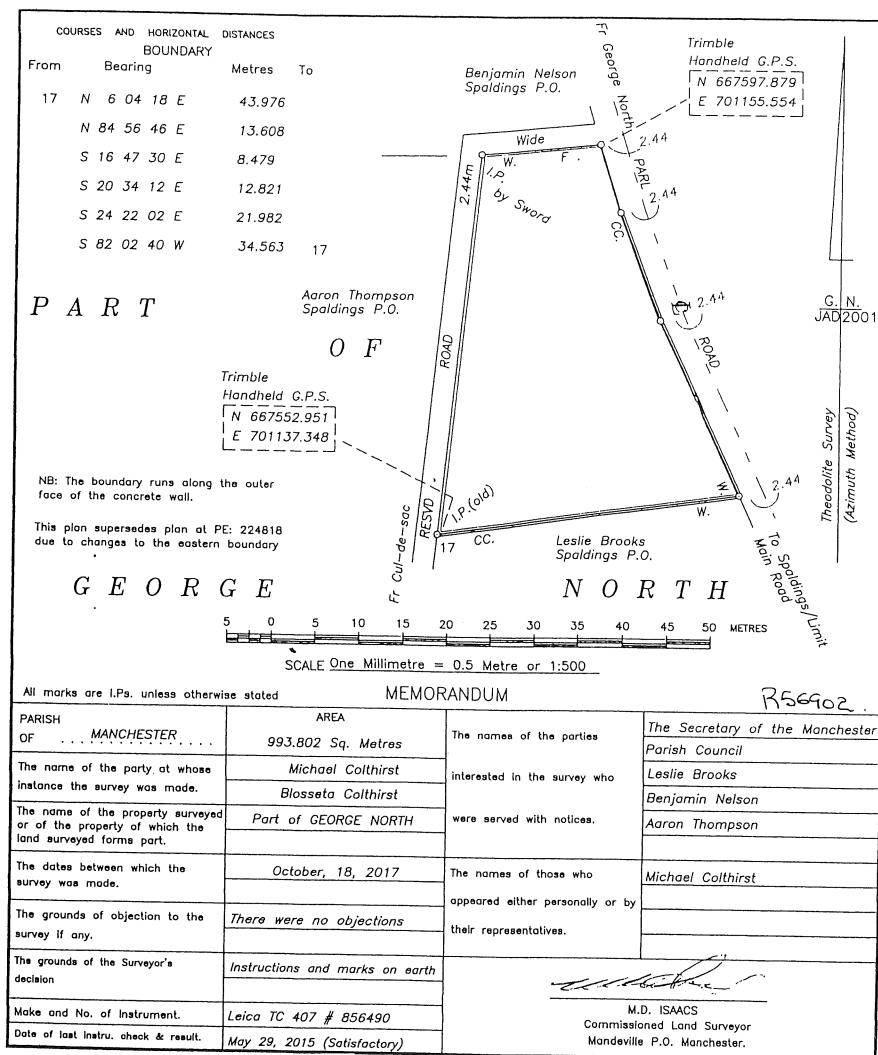 COURSES AND HORIZONTAL DISTANCES
BOUNDARY
From Bearing Metres To
17 N 6 04 18 E 43.976
N 84 56 46 E 13.608
S 16 47 30 E 8.479
S 20 34 12 E 12.821
S 24 22 02 E 21.982
S 82 02 40 W 34.563 17
Benjamin Nelson
Spaldings P.O.
Fr George North
Trimble
Handheld G.P.S.
N 667597.879
E 701155.554
Wide
W. F.
I.P.
by Sword
2.44m
2.44
PARL
2.44
CC.
2.44
ROAD
2.44
G. N.
JAD2001
Theodolite Survey
(Azimuth Method)
PART
OF
Aaron Thompson
Spaldings P.O.
ROAD
Trimble
Handheld G.P.S.
N 667552.951
E 701137.348
NB: The boundary runs along the outer
face of the concrete wall.
This plan supersedes plan at PE: 224818
due to changes to the eastern boundary
Fr Cul-de-sac
RESVD
I.P.(old)
17
CC.
W.
W.
Leslie Brooks
Spaldings P.O.
To Spaldings/Limit
Main Road
GEORGE
NORTH
5 0 5 10 15 20 25 30 35 40 45 50 METRES
SCALE One Millimetre = 0.5 Metre or 1:500
All marks are I.Ps. unless otherwise stated
MEMORANDUM
R56902.
PARISH
OF MANCHESTER
AREA
993.802 Sq. Metres
The name of the party at whose
instance the survey was made.
Michael Colthirst
Blosseta Colthirst
The name of the property surveyed
or of the property of which the
land surveyed forms part.
Part of GEORGE NORTH
The dates between which the
survey was made.
October, 18, 2017
The grounds of objection to the
survey if any.
There were no objections
The grounds of the Surveyor's
decision
Instructions and marks on earth
Make and No. of Instrument.
Leica TC 407 # 856490
Date of last Instru. check & result.
May 29, 2015 (Satisfactory)
The names of the parties
interested in the survey who
were served with notices.
The Secretary of the Manchester
Parish Council
Leslie Brooks
Benjamin Nelson
Aaron Thompson
The names of those who
appeared either personally or by
their representatives.
Michael Colthirst
M.D. ISAACS
Commissioned Land Surveyor
Mandeville P.O. Manchester.